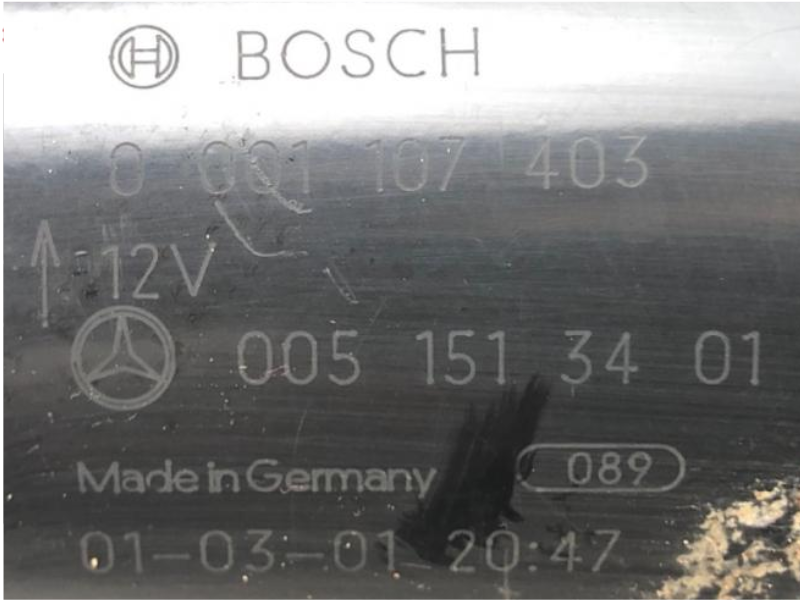 BOSCH
0 001 107 403
12V
005 151 34 01
Made in Germany 089
01-03-01 20:47